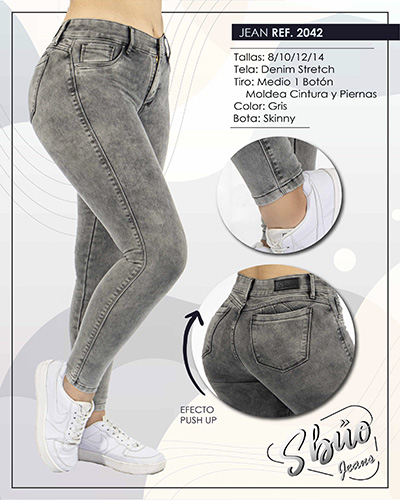 JEAN REF. 2042
Tallas: 8/10/12/14
Tela: Denim Stretch
Tiro: Medio 1 Botón
Moldea Cintura y Piernas
Color: Gris
Bota: Skinny
EFECTO
PUSH UP
Sbüo
Jeans